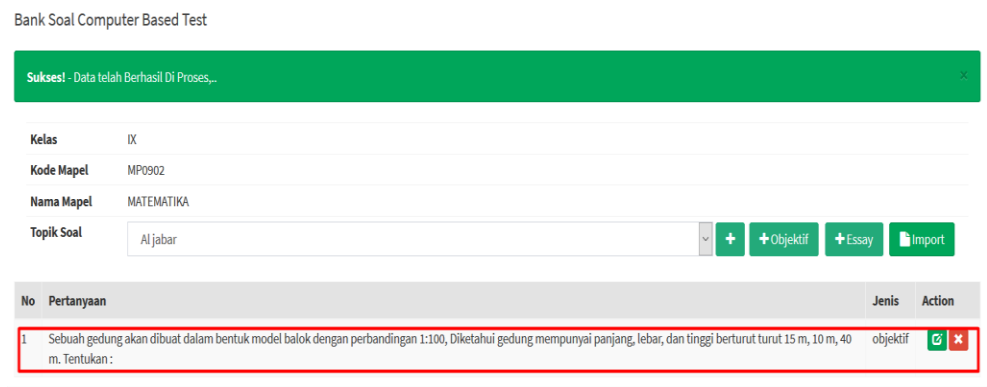 Bank Soal Computer Based Test
Sukses! - Data telah Berhasil Di Proses,.. ×
Kelas IX
Kode Mapel MP0902
Nama Mapel MATEMATIKA
Topik Soal Al jabar + +Objektif +Essay Import
No Pertanyaan Jenis Action
1 Sebuah gedung akan dibuat dalam bentuk model balok dengan perbandingan 1:100, Diketahui gedung mempunyai panjang, lebar, dan tinggi berturut turut 15 m, 10 m, 40 objektif
m. Tentukan :